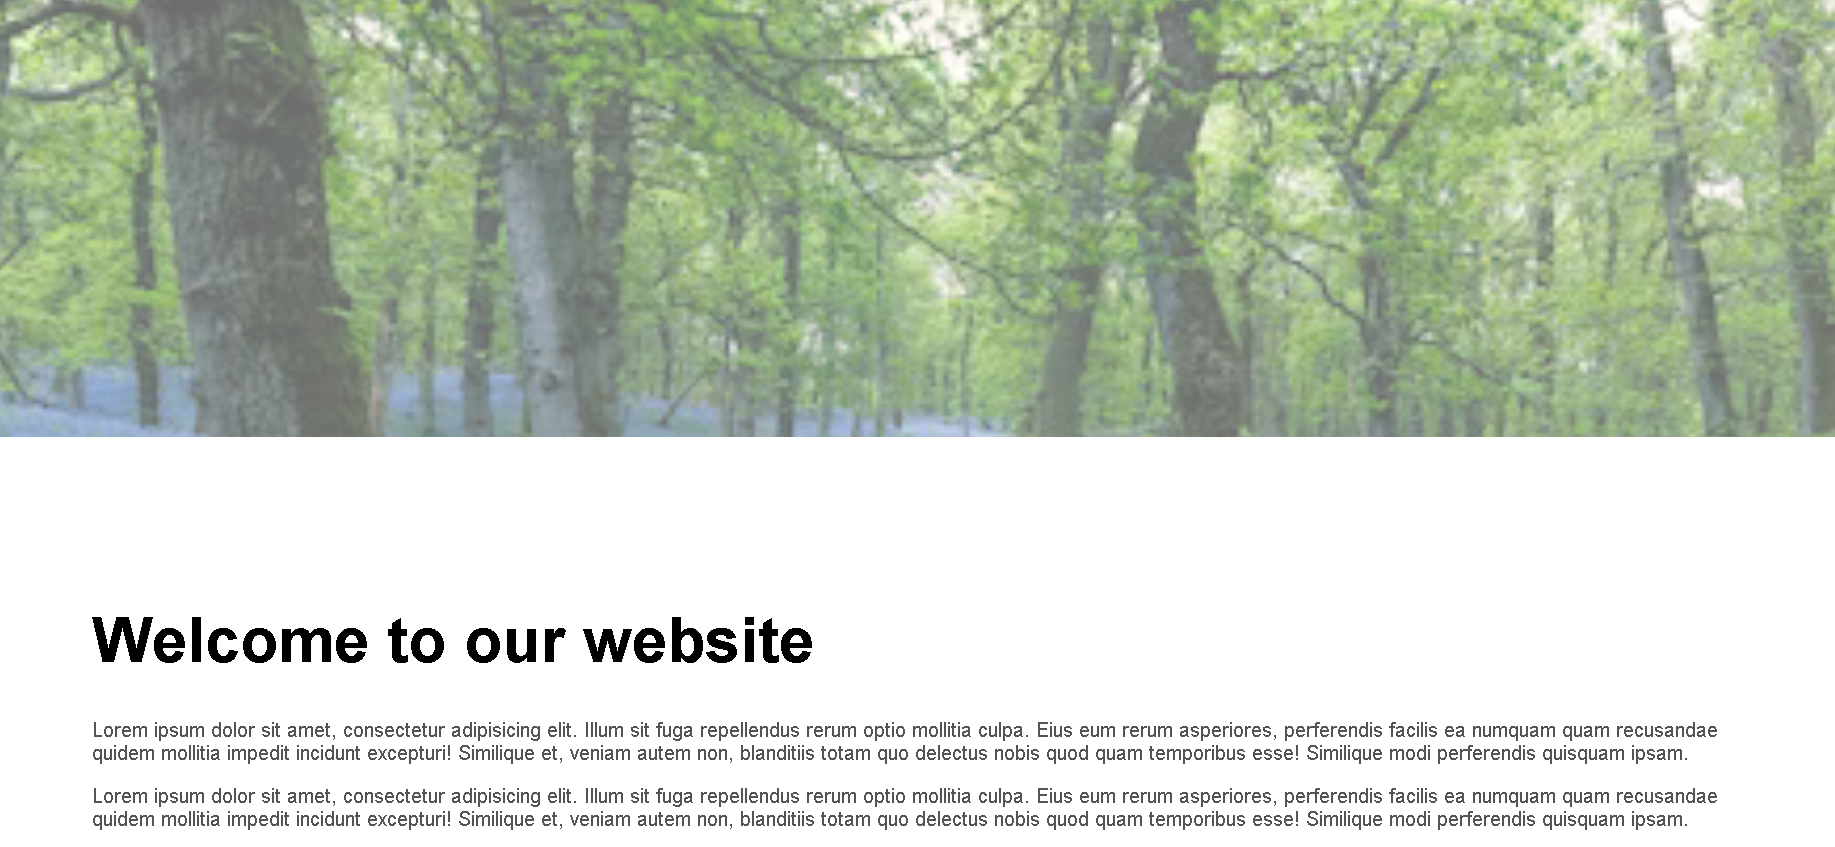 Welcome to our website
Lorem ipsum dolor sit amet, consectetur adipisicing elit. Illum sit fuga repellendus rerum optio mollitia culpa. Eius eum rerum asperiores, perferendis facilis ea numquam quam recusandae
quidem mollitia impedit incidunt excepturi! Similique et, veniam autem non, blanditiis totam quo delectus nobis quod quam temporibus esse! Similique modi perferendis quisquam ipsam.
Lorem ipsum dolor sit amet, consectetur adipisicing elit. Illum sit fuga repellendus rerum optio mollitia culpa. Eius eum rerum asperiores, perferendis facilis ea numquam quam recusandae
quidem mollitia impedit incidunt excepturi! Similique et, veniam autem non, blanditiis totam quo delectus nobis quod quam temporibus esse! Similique modi perferendis quisquam ipsam.